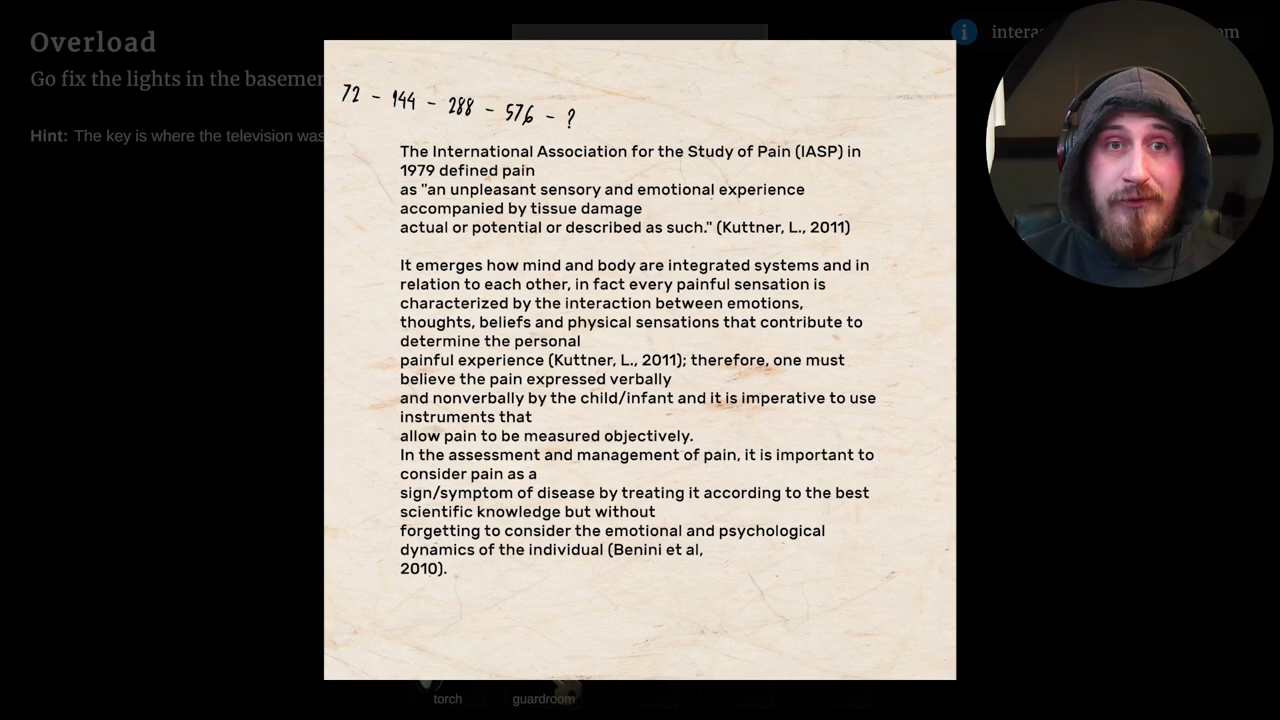 Overload
Go fix the lights in the
Hint: The key is where the television was
72 - 144 - 288 - 576 - ?
The International Association for the Study of Pain (IASP) in
1979 defined pain
as "an unpleasant sensory and emotional experience
accompanied by tissue damage
actual or potential or described as such." (Kuttner, L., 2011)
It emerges how mind and body are integrated systems and in
relation to each other, in fact every painful sensation is
characterized by the interaction between emotions,
thoughts, beliefs and physical sensations that contribute to
determine the personal
painful experience (Kuttner, L., 2011); therefore, one must
believe the pain expressed verbally
and nonverbally by the child/infant and it is imperative to use
instruments that
allow pain to be measured objectively.
In the assessment and management of pain, it is important to
consider pain as a
sign/symptom of disease by treating it according to the best
scientific knowledge but without
forgetting to consider the emotional and psychological
dynamics of the individual (Benini et al,
2010).
torch
guardroom